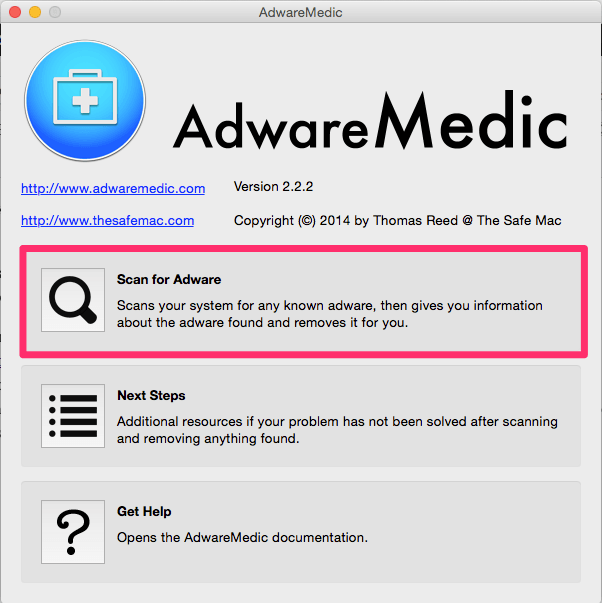 AdwareMedic
AdwareMedic
http://www.adwaremedic.com
Version 2.2.2
http://www.thesafemac.com
Copyright (©) 2014 by Thomas Reed @ The Safe Mac
Scan for Adware
Scans your system for any known adware, then gives you information
about the adware found and removes it for you.
Next Steps
Additional resources if your problem has not been solved after scanning
and removing anything found.
?
Get Help
Opens the AdwareMedic documentation.